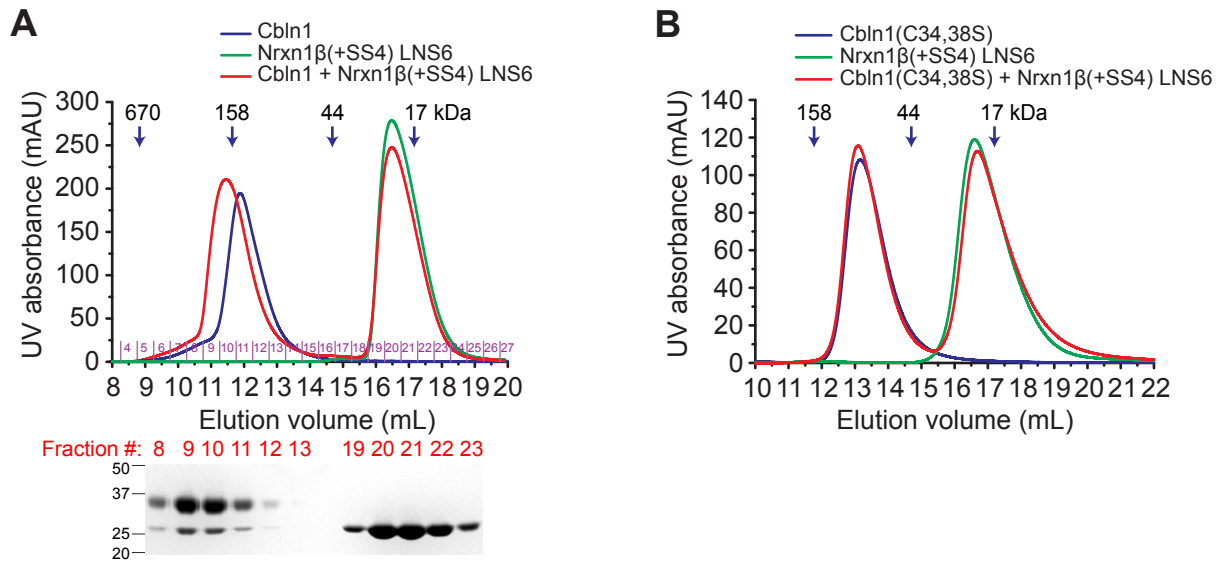 A
Cbln1
Nrxn1β(+SS4) LNS6
Cbln1 + Nrxn1β(+SS4) LNS6
UV absorbance (mAU)
300
250
200
150
100
50
0
670 158 44 17 kDa
4 5 6 7 8 9 10 11 12 13 14 15 16 17 18 19 20 21 22 23 24 25 26 27
8 9 10 11 12 13 14 15 16 17 18 19 20
Elution volume (mL)
Fraction #: 8 9 10 11 12 13 19 20 21 22 23
50
37
25
20
B
Cbln1(C34,38S)
Nrxn1β(+SS4) LNS6
Cbln1(C34,38S) + Nrxn1β(+SS4) LNS6
UV absorbance (mAU)
140
120
100
80
60
40
20
0
158 44 17 kDa
10 11 12 13 14 15 16 17 18 19 20 21 22
Elution volume (mL)